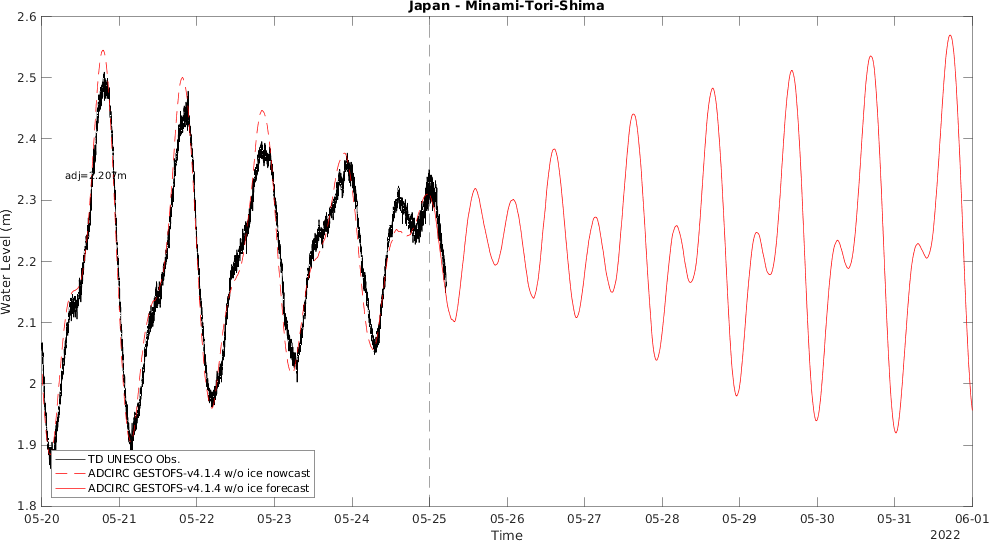 Japan - Minami-Tori-Shima
2.6
2.5
2.4
2.3
2.2
2.1
2
1.9
1.8
Water Level (m)
adj=2.207m
TD UNESCO Obs.
ADCIRC GESTOFS-v4.1.4 w/o ice nowcast
ADCIRC GESTOFS-v4.1.4 w/o ice forecast
05-20 05-21 05-22 05-23 05-24 05-25 05-26 05-27 05-28 05-29 05-30 05-31 06-01
Time
2022